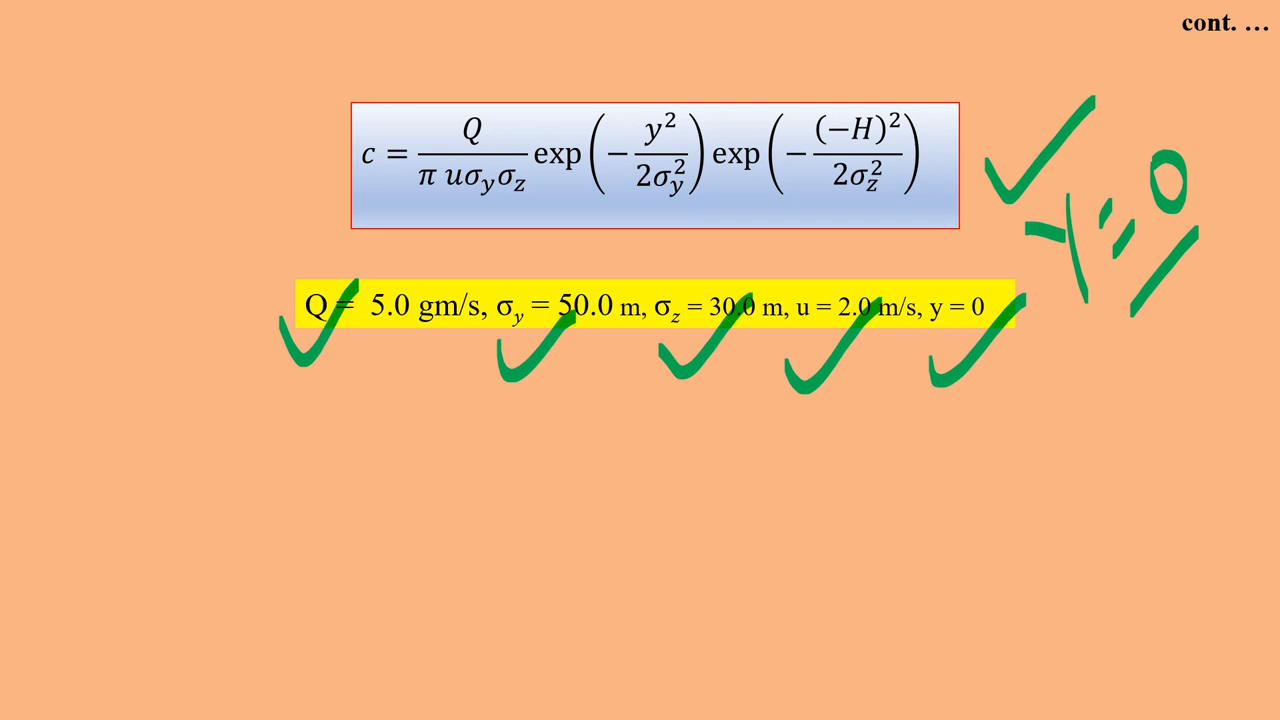 cont. …
c = Q / (π uσ_y σ_z) exp(− y² / 2σ_y²) exp(− (−H)² / 2σ_z²)
Y = 0
Q = 5.0 gm/s, σ_y = 50.0 m, σ_z = 30.0 m, u = 2.0 m/s, y = 0